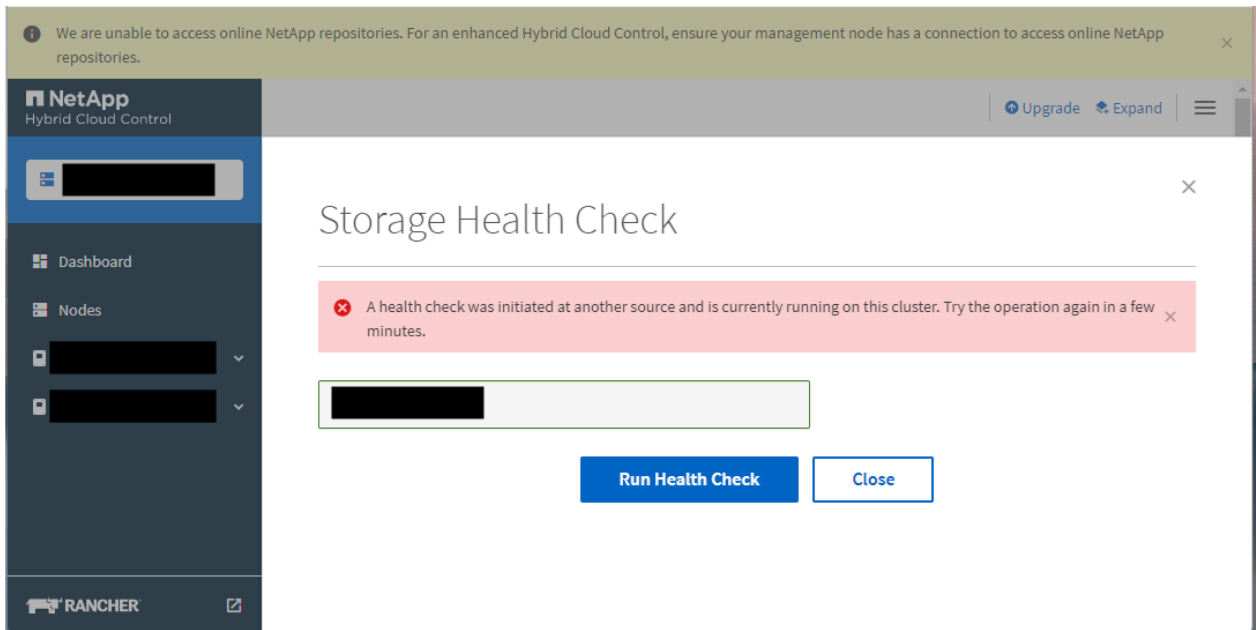 We are unable to access online NetApp repositories. For an enhanced Hybrid Cloud Control, ensure your management node has a connection to access online NetApp
repositories.
NetApp
Hybrid Cloud Control
Upgrade
Expand
Storage Health Check
Dashboard
Nodes
A health check was initiated at another source and is currently running on this cluster. Try the operation again in a few
minutes.
Run Health Check
Close
RANCHER